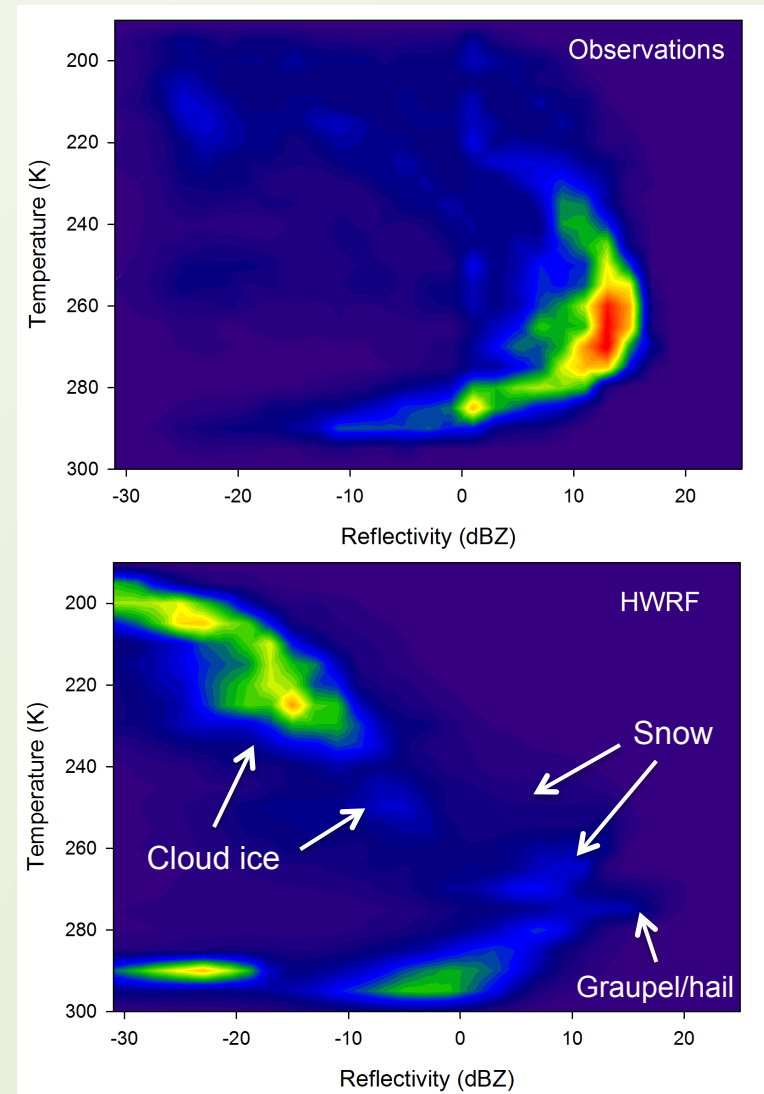 Observations
Temperature (K)
200
220
240
260
280
300
-30 -20 -10 0 10 20
Reflectivity (dBZ)
HWRF
Temperature (K)
200
220
240
260
280
300
Snow
Cloud ice
Graupel/hail
-30 -20 -10 0 10 20
Reflectivity (dBZ)